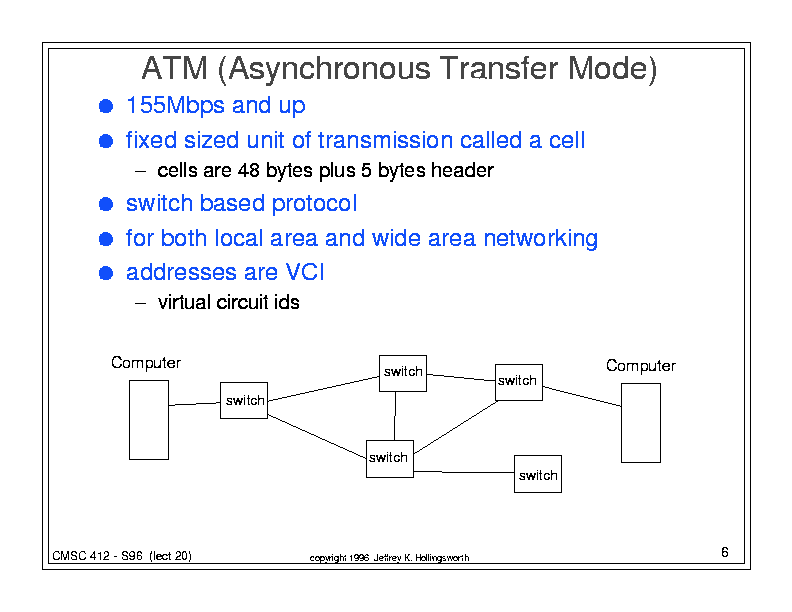 ATM (Asynchronous Transfer Mode)
● 155Mbps and up
● fixed sized unit of transmission called a cell
– cells are 48 bytes plus 5 bytes header
● switch based protocol
● for both local area and wide area networking
● addresses are VCI
– virtual circuit ids
Computer
switch
switch
switch
Computer
switch
switch
CMSC 412 - S96 (lect 20)
copyright 1996 Jeffrey K. Hollingsworth
6